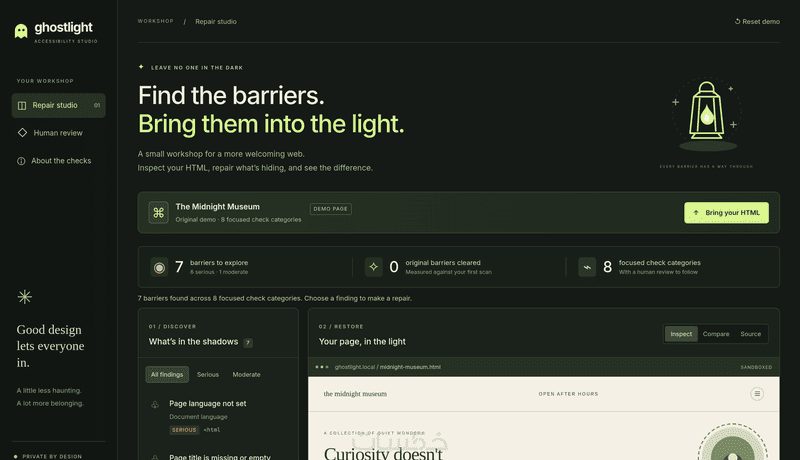 ghostlight
ACCESSIBILITY STUDIO
YOUR WORKSHOP
Repair studio 01
Human review
About the checks
Good design
lets everyone
in.
A little less haunting.
A lot more belonging.
PRIVATE BY DESIGN
WORKSHOP / Repair studio
Reset demo
LEAVE NO ONE IN THE DARK
Find the barriers.
Bring them into the light.
A small workshop for a more welcoming web.
Inspect your HTML, repair what's hiding, and see the difference.
EVERY BARRIER HAS A WAY THROUGH
The Midnight Museum DEMO PAGE
Original demo · 8 focused check categories
↑ Bring your HTML
7 barriers to explore
6 serious · 1 moderate
0 original barriers cleared
Measured against your first scan
8 focused check categories
With a human review to follow
7 barriers found across 8 focused check categories. Choose a finding to make a repair.
01 / DISCOVER
What's in the shadows 7
All findings Serious Moderate
Page language not set
Document language
SERIOUS <html
Page title is missing or empty
02 / RESTORE
Your page, in the light
Inspect Compare Source
ghostlight.local / midnight-museum.html SANDBOXED
the midnight museum OPEN AFTER HOURS
A COLLECTION OF QUIET WONDERS
Curiosity doesn't